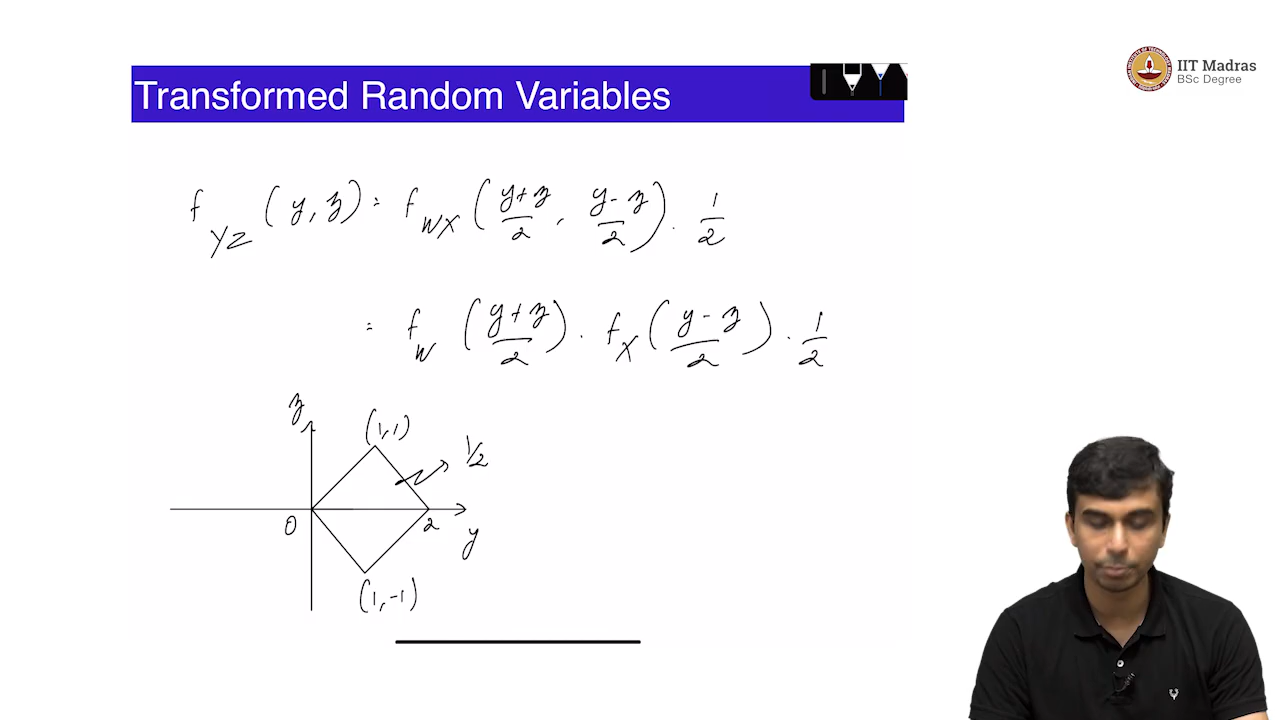 IIT Madras
BSc Degree
Transformed Random Variables
f_YZ (y, z) = f_WX ((y+z)/2, (y-z)/2) . 1/2
= f_W ((y+z)/2) . f_X ((y-z)/2) . 1/2
z
(1,1)
1/2
0
2
y
(1,-1)